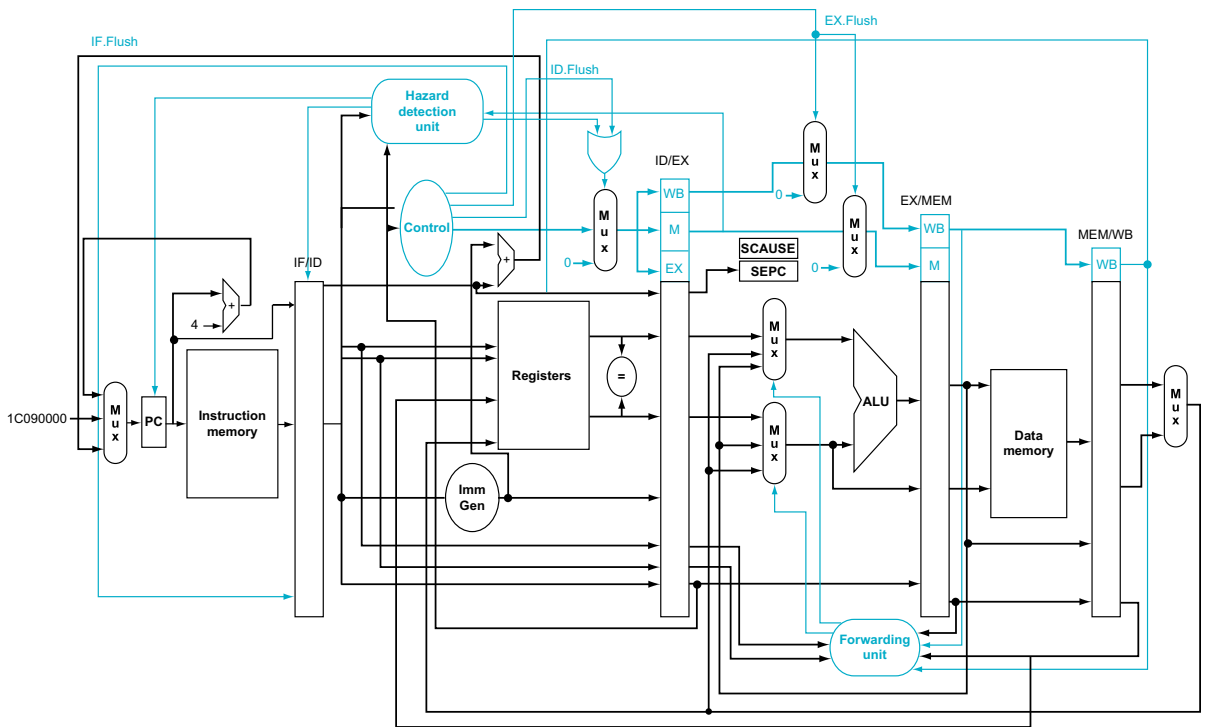 EX.Flush
IF.Flush
ID.Flush
Hazard
detection
unit
M
u
x
ID/EX
WB
0
M
u
x
Control
M
EX
0
M
u
x
0
EX/MEM
WB
M
MEM/WB
WB
SCAUSE
SEPC
+
IF/ID
+
4
Registers
=
M
u
x
ALU
M
u
x
1C090000
M
u
x
PC
Instruction
memory
Data
memory
M
u
x
Imm
Gen
Forwarding
unit